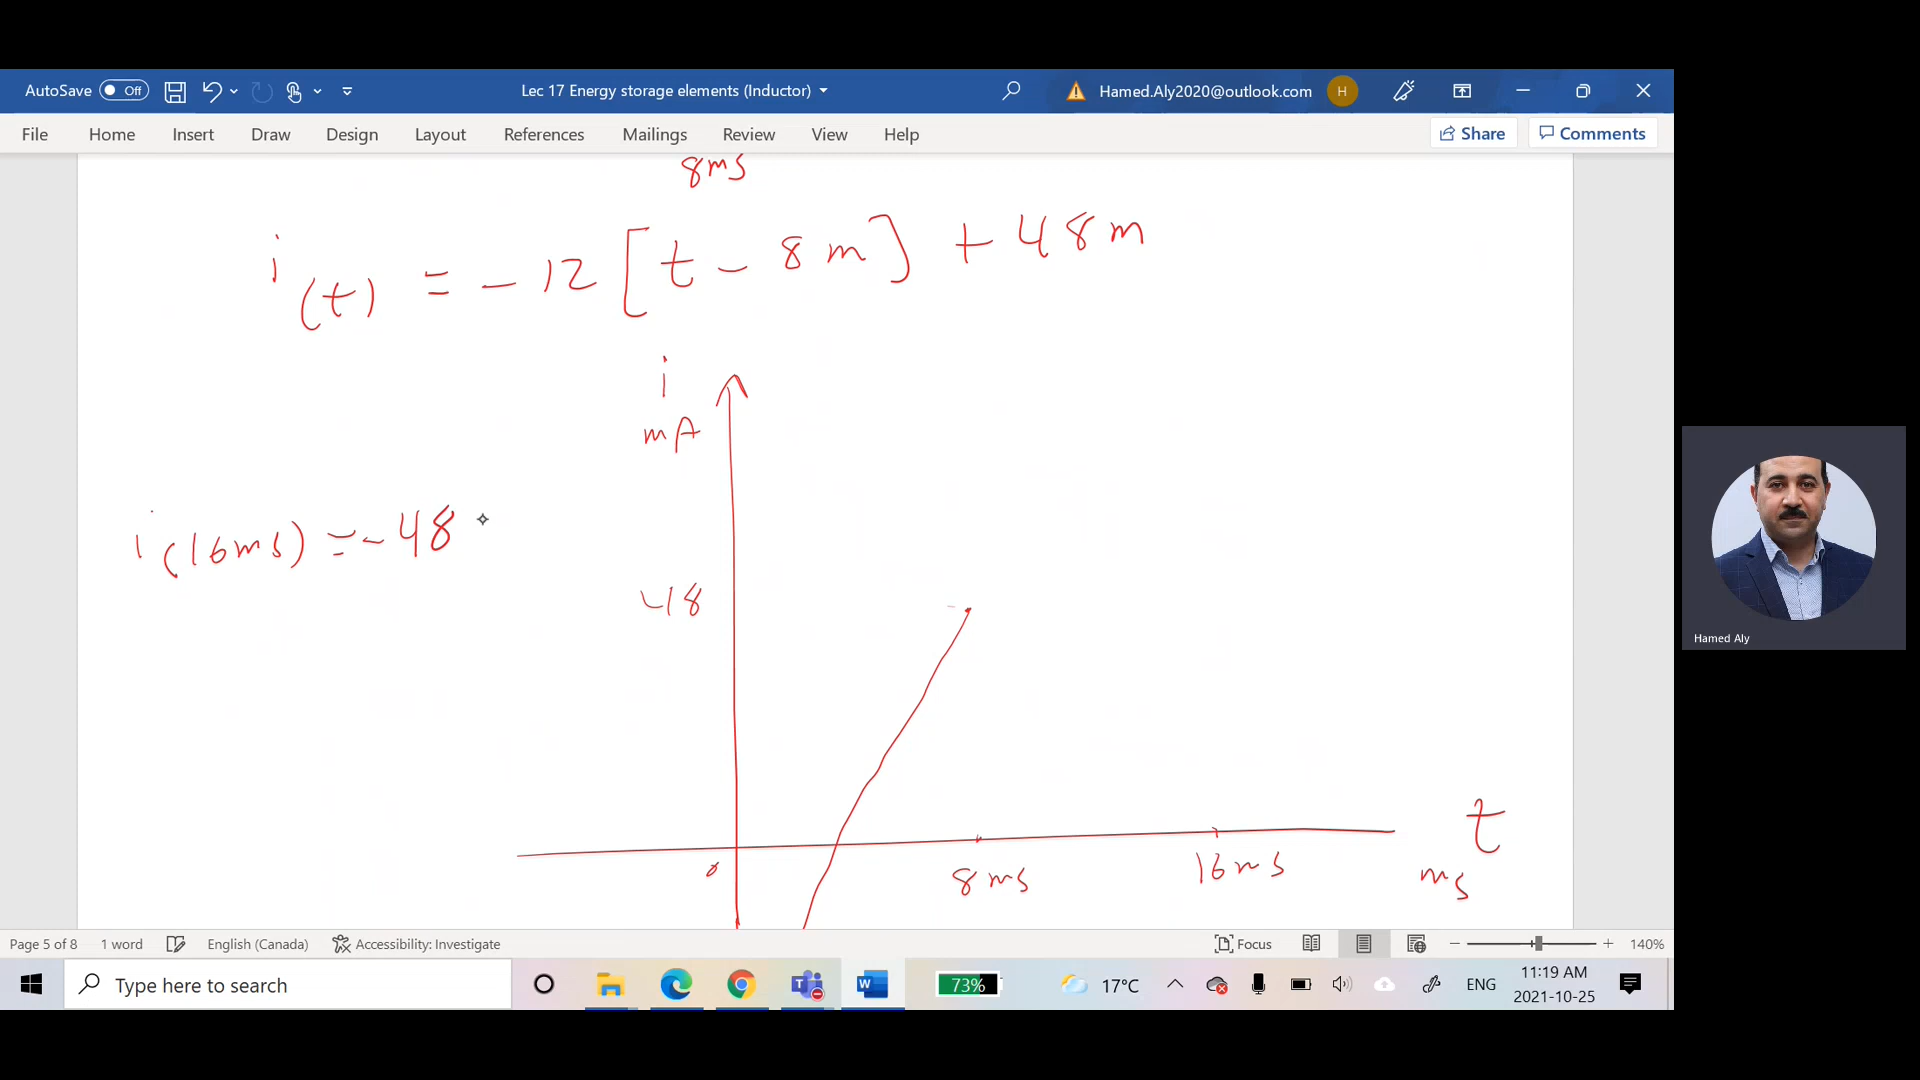 AutoSave Off Lec 17 Energy storage elements (Inductor) Hamed.Aly2020@outlook.com H
File Home Insert Draw Design Layout References Mailings Review View Help Share Comments
8ms
i(t) = -12 [t - 8m] + 48m
i
mA
i(16ms) = -48
48
Hamed Aly
0
8ms
16ms
t
ms
Page 5 of 8 1 word English (Canada) Accessibility: Investigate Focus 140%
Type here to search 73% 17°C ENG 11:19 AM
2021-10-25